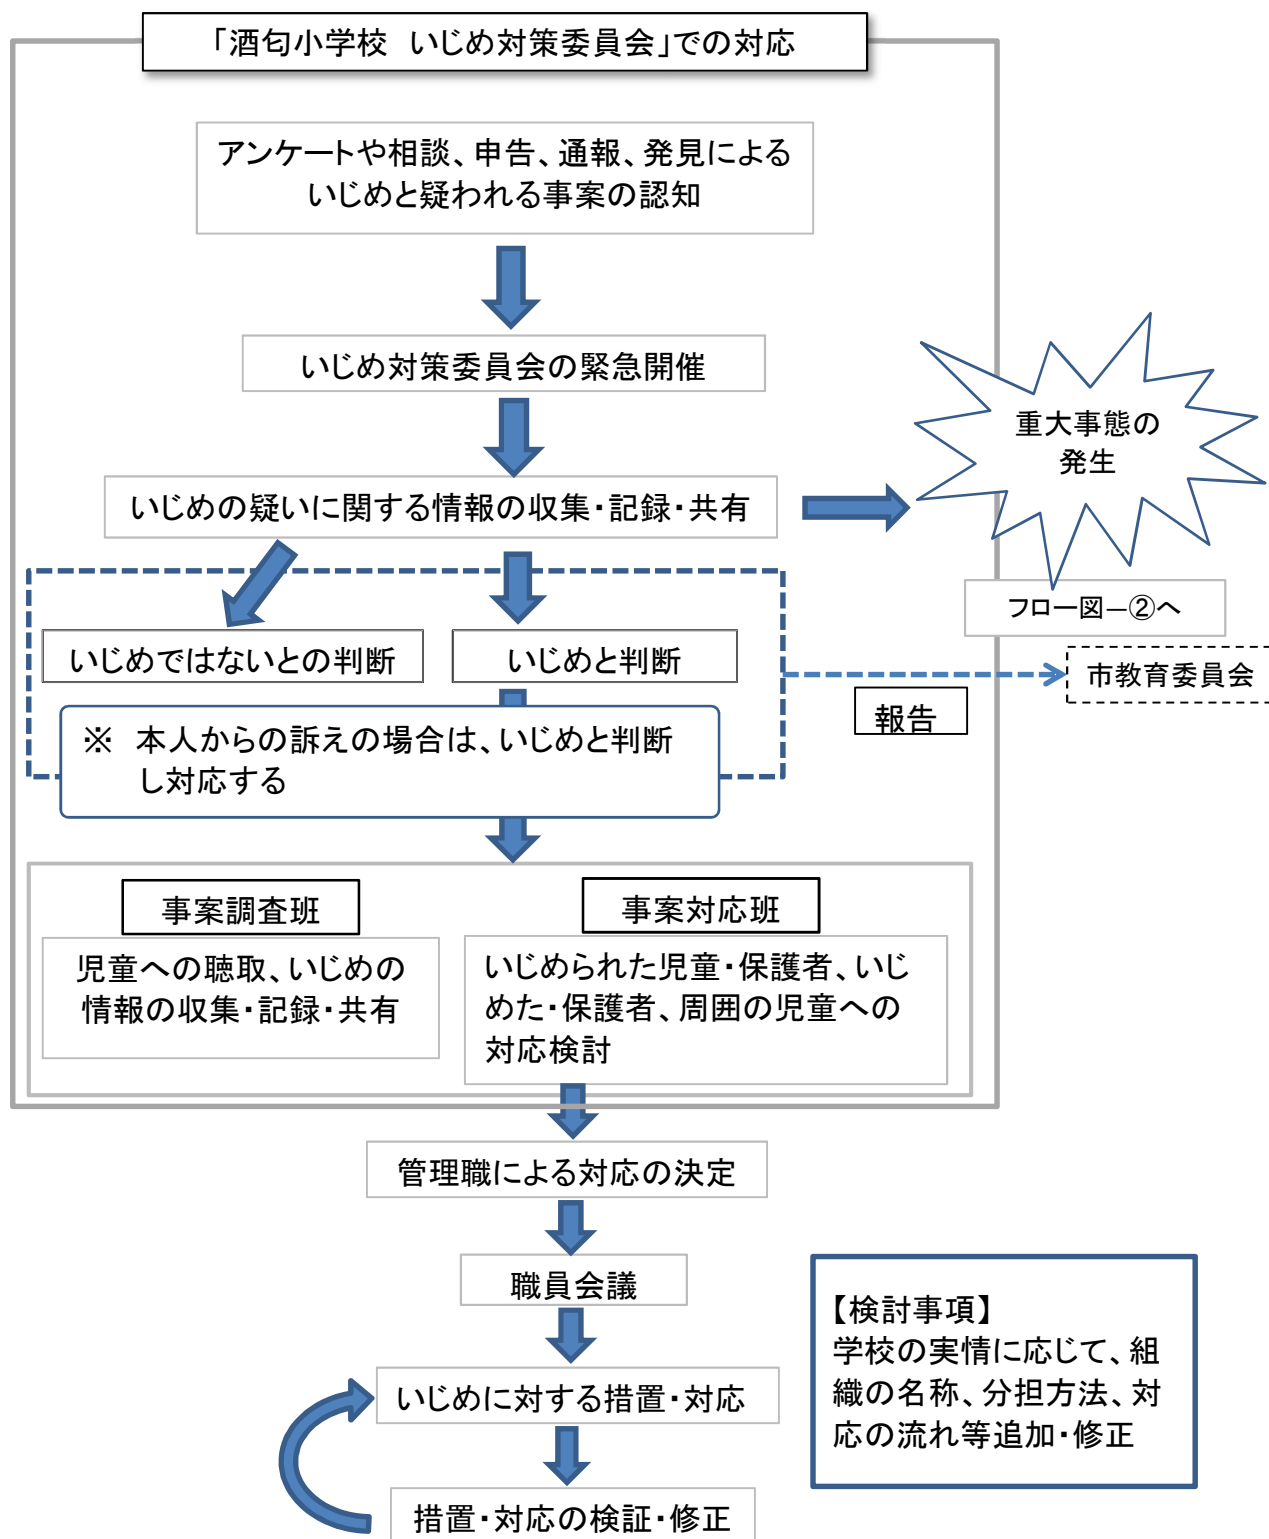 「酒匂小学校 いじめ対策委員会」での対応
アンケートや相談、申告、通報、発見による
いじめと疑われる事案の認知
いじめ対策委員会の緊急開催
重大事態の
発生
いじめの疑いに関する情報の収集・記録・共有
フロー図―②へ
いじめではないとの判断
いじめと判断
市教育委員会
報告
※ 本人からの訴えの場合は、いじめと判断
し対応する
事案調査班
児童への聴取、いじめの
情報の収集・記録・共有
事案対応班
いじめられた児童・保護者、いじ
めた・保護者、周囲の児童への
対応検討
管理職による対応の決定
職員会議
いじめに対する措置・対応
措置・対応の検証・修正
【検討事項】
学校の実情に応じて、組
織の名称、分担方法、対
応の流れ等追加・修正